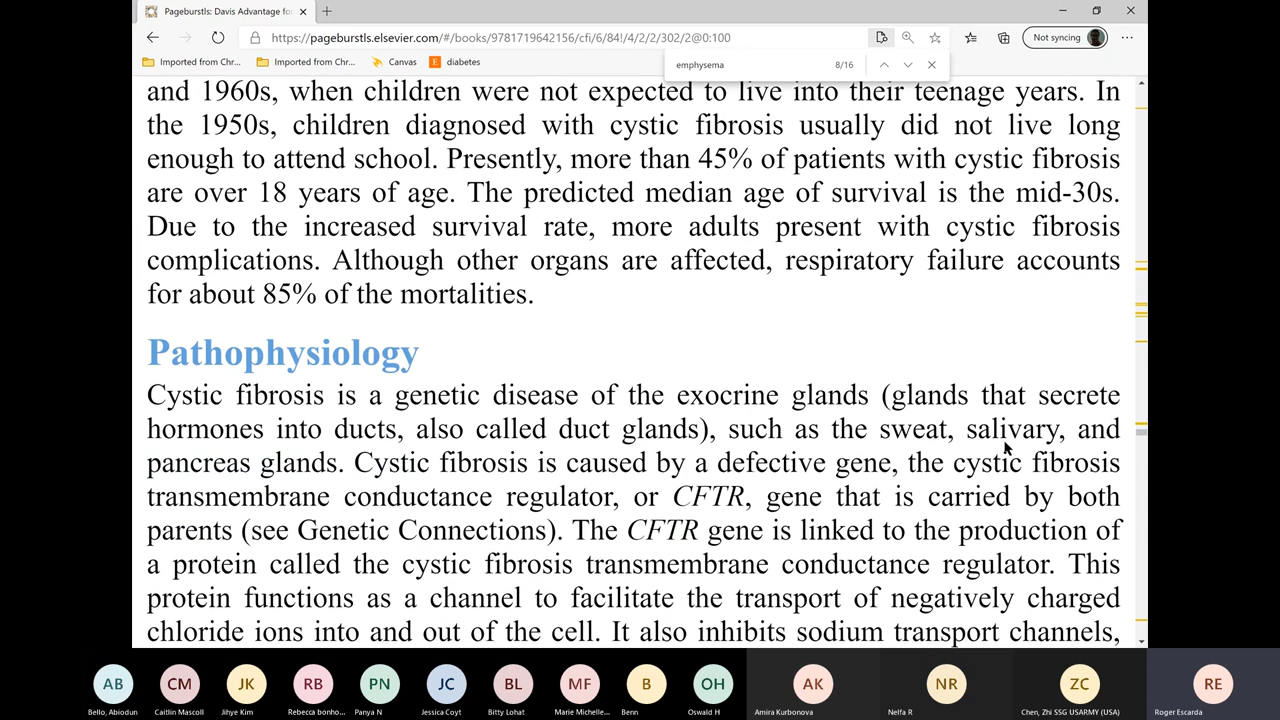 Pageburstls: Davis Advantage for
https://pageburstls.elsevier.com/#/books/9781719642156/cfi/6/84!/4/2/2/302/2@0:100
Not syncing
Imported from Chr...
Imported from Chr...
Canvas
E
diabetes
emphysema
8/16
and 1960s, when children were not expected to live into their teenage years. In
the 1950s, children diagnosed with cystic fibrosis usually did not live long
enough to attend school. Presently, more than 45% of patients with cystic fibrosis
are over 18 years of age. The predicted median age of survival is the mid-30s.
Due to the increased survival rate, more adults present with cystic fibrosis
complications. Although other organs are affected, respiratory failure accounts
for about 85% of the mortalities.
Pathophysiology
Cystic fibrosis is a genetic disease of the exocrine glands (glands that secrete
hormones into ducts, also called duct glands), such as the sweat, salivary, and
pancreas glands. Cystic fibrosis is caused by a defective gene, the cystic fibrosis
transmembrane conductance regulator, or CFTR, gene that is carried by both
parents (see Genetic Connections). The CFTR gene is linked to the production of
a protein called the cystic fibrosis transmembrane conductance regulator. This
protein functions as a channel to facilitate the transport of negatively charged
chloride ions into and out of the cell. It also inhibits sodium transport channels,
AB
CM
JK
RB
PN
JC
BL
MF
B
OH
AK
NR
ZC
RE
Bello, Abiodun
Caitlin Mascoll
Jihye Kim
Rebecca bonho...
Panya N
Jessica Coyt
Bitty Lohat
Marie Michelle...
Benn
Oswald H
Amira Kurbonova
Nelfa R
Chen, Zhi SSG USARMY (USA)
Roger Escarda